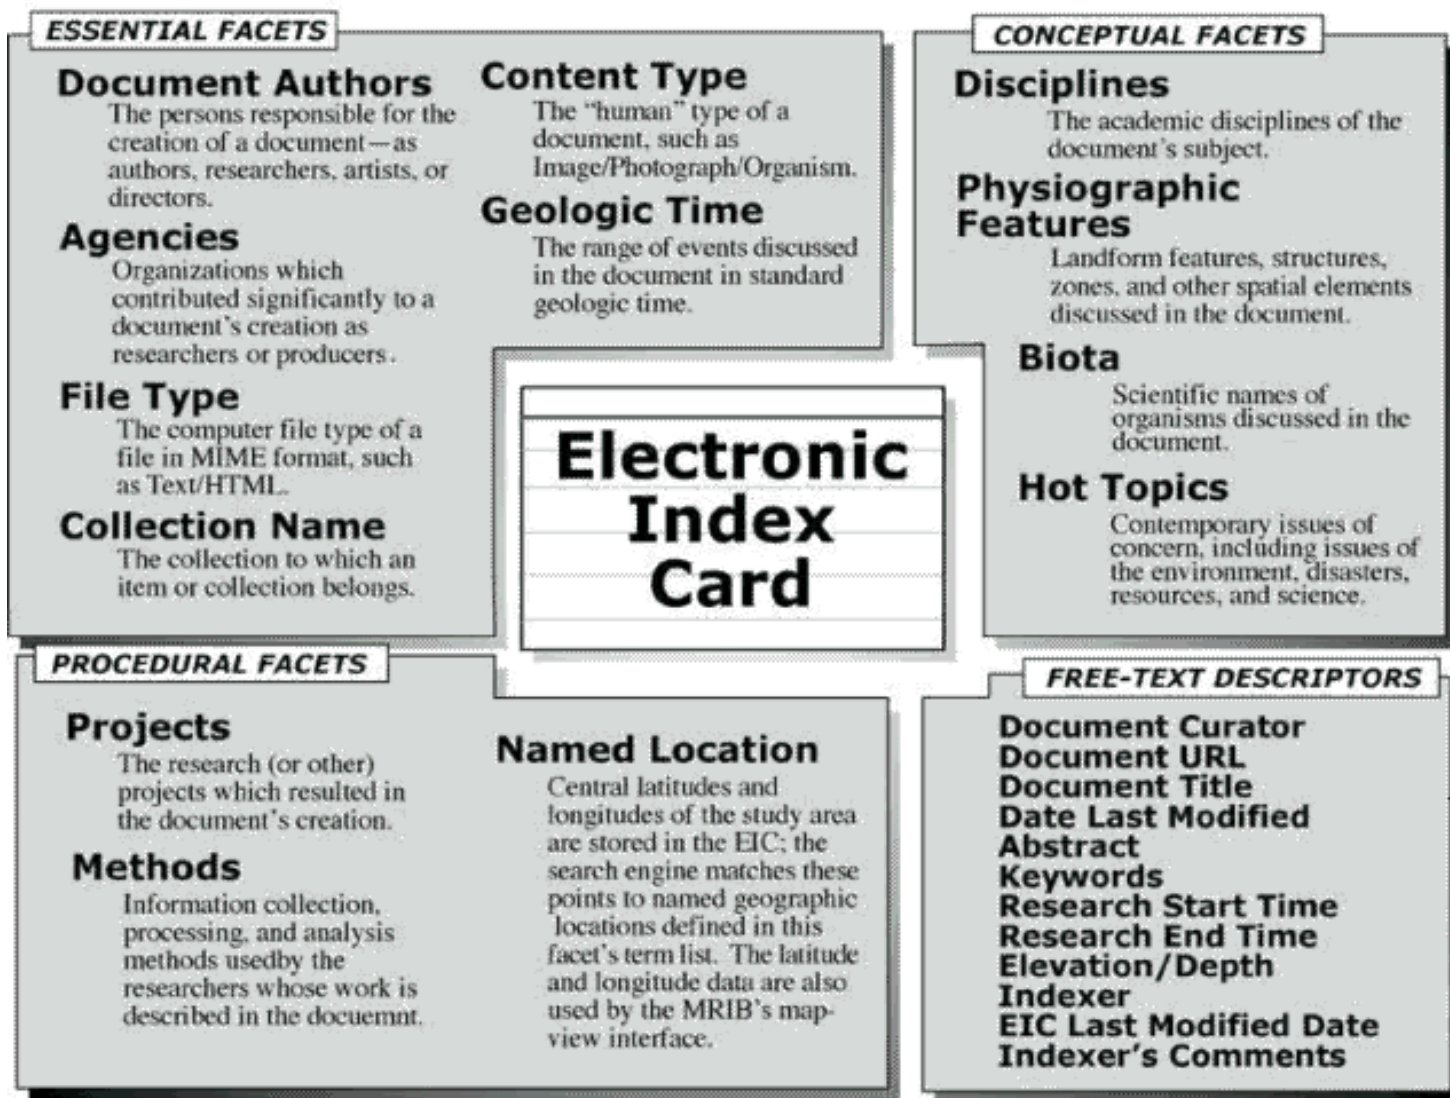 ESSENTIAL FACETS
Document Authors
The persons responsible for the
creation of a document—as
authors, researchers, artists, or
directors.
Agencies
Organizations which
contributed significantly to a
document's creation as
researchers or producers.
File Type
The computer file type of a
file in MIME format, such
as Text/HTML.
Collection Name
The collection to which an
item or collection belongs.
Content Type
The “human” type of a
document, such as
Image/Photograph/Organism.
Geologic Time
The range of events discussed
in the document in standard
geologic time.
CONCEPTUAL FACETS
Disciplines
The academic disciplines of the
document's subject.
Physiographic
Features
Landform features, structures,
zones, and other spatial elements
discussed in the document.
Biota
Scientific names of
organisms discussed in the
document.
Hot Topics
Contemporary issues of
concern, including issues of
the environment, disasters,
resources, and science.
Electronic
Index
Card
PROCEDURAL FACETS
Projects
The research (or other)
projects which resulted in
the document's creation.
Methods
Information collection,
processing, and analysis
methods usedby the
researchers whose work is
described in the docuemnt.
Named Location
Central latitudes and
longitudes of the study area
are stored in the EIC; the
search engine matches these
points to named geographic
locations defined in this
facet's term list. The latitude
and longitude data are also
used by the MRIB's map-
view interface.
FREE-TEXT DESCRIPTORS
Document Curator
Document URL
Document Title
Date Last Modified
Abstract
Keywords
Research Start Time
Research End Time
Elevation/Depth
Indexer
EIC Last Modified Date
Indexer's Comments